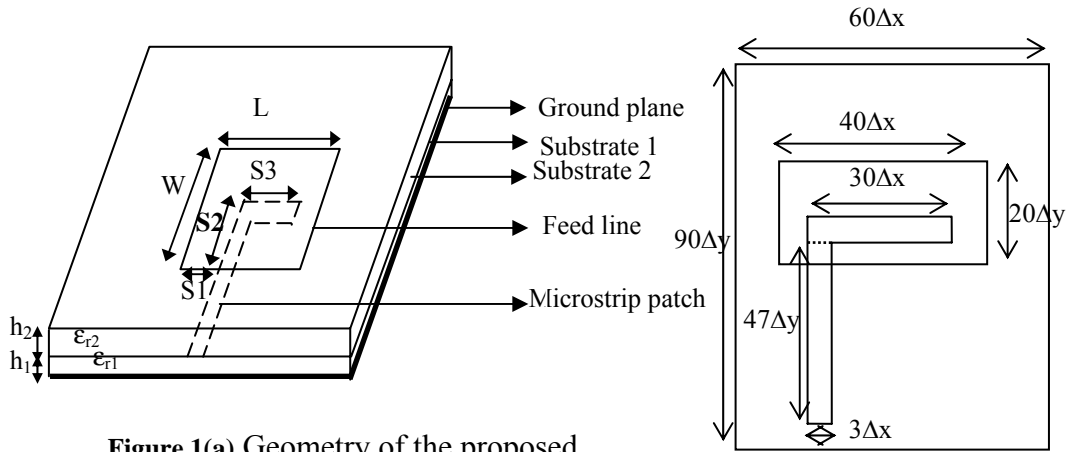 L
W
S3
S2
S1
h₂
εr2
h₁
εr1
Ground plane
Substrate 1
Substrate 2
Feed line
Microstrip patch
Figure 1(a) Geometry of the proposed
60Δx
40Δx
30Δx
20Δy
90Δy
47Δy
3Δx